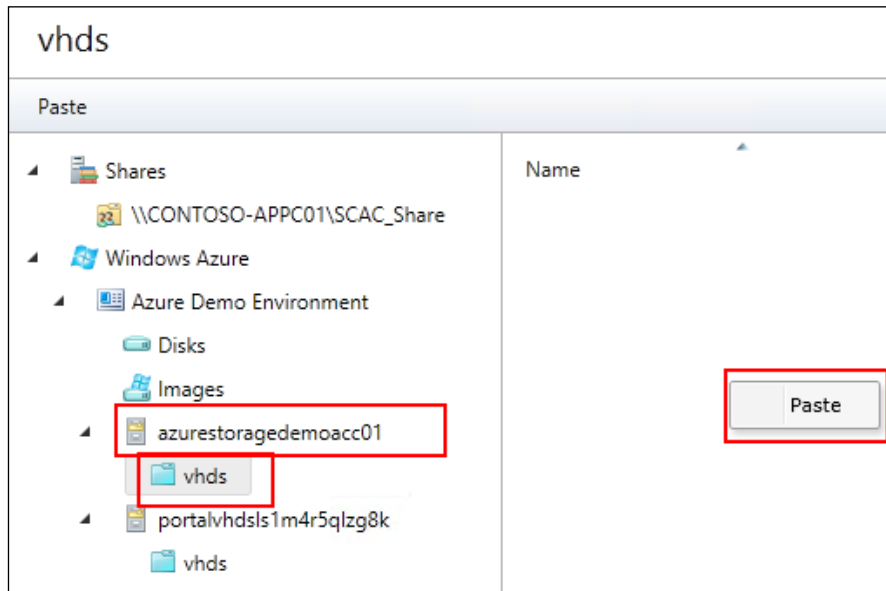 vhds
Paste
Shares
\\CONTOSO-APPC01\SCAC_Share
Windows Azure
Azure Demo Environment
Disks
Images
azurestoragedemoacc01
vhds
portalvhdsls1m4r5qlzg8k
vhds
Name
Paste